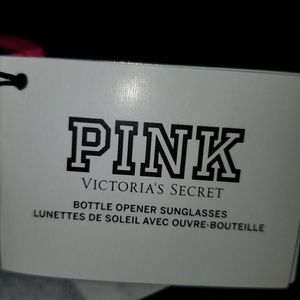 PINK
VICTORIA'S SECRET
BOTTLE OPENER SUNGLASSES
LUNETTES DE SOLEIL AVEC OUVRE-BOUTEILLE